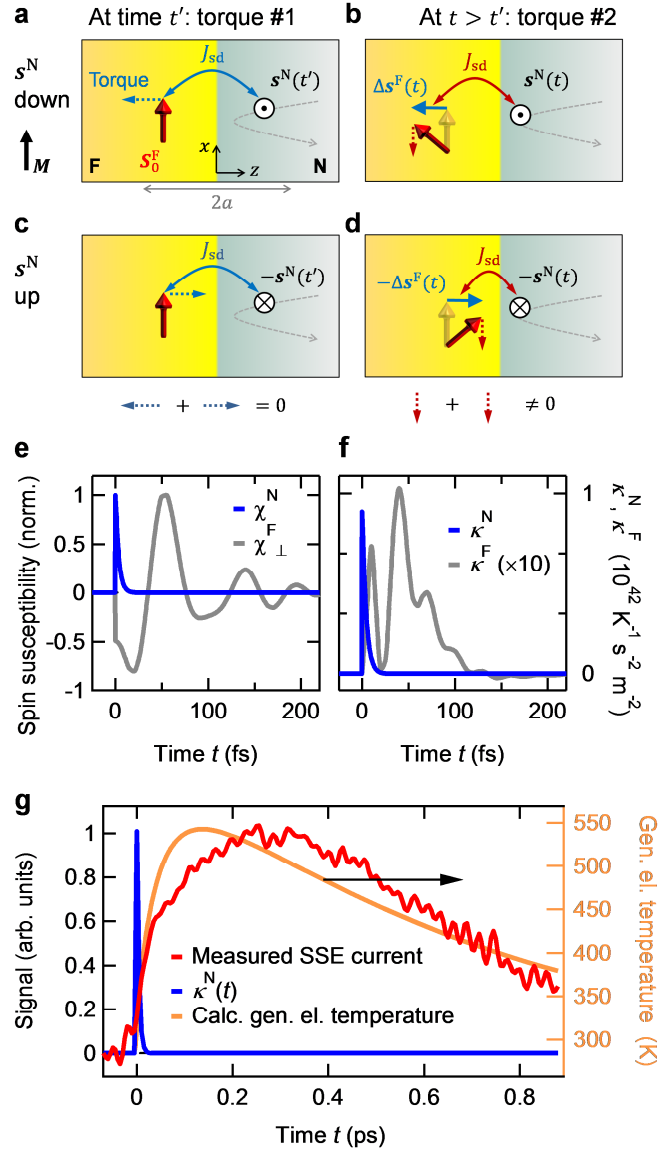 a At time t′: torque #1
b At t > t′: torque #2
s^N down
M
J_sd
Torque
s^N(t′)
S_0^F
F
x
z
N
2a
J_sd
Δs^F(t)
s^N(t)
c
d
s^N up
J_sd
−s^N(t′)
J_sd
−Δs^F(t)
−s^N(t)
+ = 0
+ ≠ 0
e
f
Spin susceptibility (norm.)
1
0.5
0
-0.5
-1
χ^N
χ^F_⊥
0 100 200
Time t (fs)
κ^N
κ^F (×10)
1
0
κ^N, κ^F (10^42 K^-1 s^-2 m^-2)
0 100 200
Time t (fs)
g
Signal (arb. units)
1
0.8
0.6
0.4
0.2
0
Measured SSE current
κ^N(t)
Calc. gen. el. temperature
550
500
450
400
350
300
Gen. el. temperature (K)
0 0.2 0.4 0.6 0.8
Time t (ps)